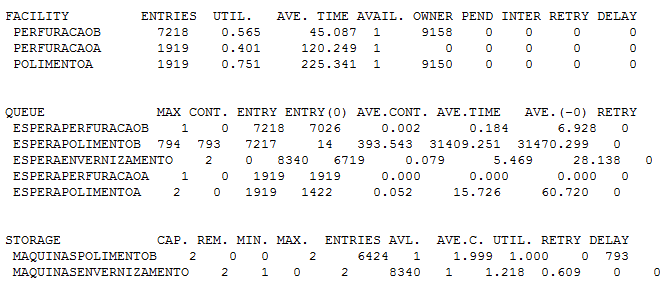 FACILITY ENTRIES UTIL. AVE. TIME AVAIL. OWNER PEND INTER RETRY DELAY
PERFURACAOB 7218 0.565 45.087 1 9158 0 0 0 0
PERFURACAOA 1919 0.401 120.249 1 0 0 0 0 0
POLIMENTOA 1919 0.751 225.341 1 9150 0 0 0 0
QUEUE MAX CONT. ENTRY ENTRY(0) AVE.CONT. AVE.TIME AVE.(-0) RETRY
ESPERAPERFURACAOB 1 0 7218 7026 0.002 0.184 6.928 0
ESPERAPOLIMENTOB 794 793 7217 14 393.543 31409.251 31470.299 0
ESPERAENVERNIZAMENTO 2 0 8340 6719 0.079 5.469 28.138 0
ESPERAPERFURACAOA 1 0 1919 1919 0.000 0.000 0.000 0
ESPERAPOLIMENTOA 2 0 1919 1422 0.052 15.726 60.720 0
STORAGE CAP. REM. MIN. MAX. ENTRIES AVL. AVE.C. UTIL. RETRY DELAY
MAQUINASPOLIMENTOB 2 0 0 2 6424 1 1.999 1.000 0 793
MAQUINASENVERNIZAMENTO 2 1 0 2 8340 1 1.218 0.609 0 0